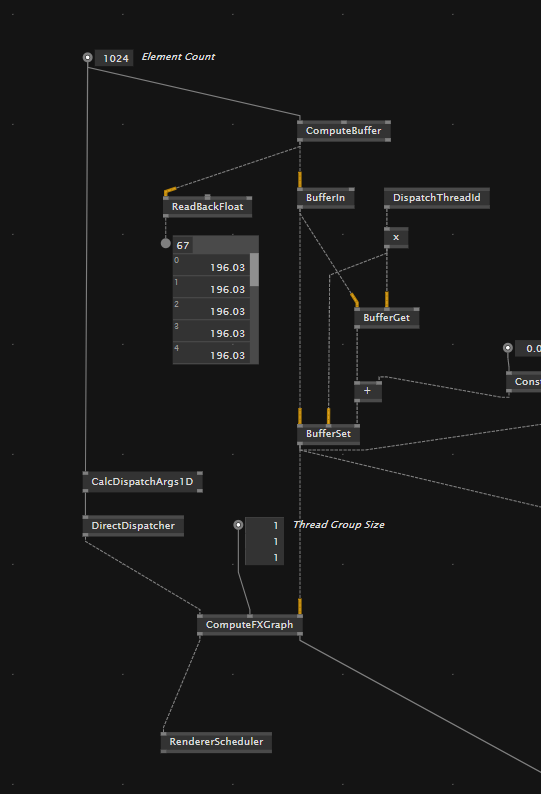 1024 Element Count
ComputeBuffer
ReadBackFloat
BufferIn
DispatchThreadId
x
67
0 196.03
1 196.03
2 196.03
3 196.03
4 196.03
BufferGet
0.0
Const
+
BufferSet
CalcDispatchArgs1D
DirectDispatcher
1 Thread Group Size
1
1
ComputeFXGraph
RendererScheduler